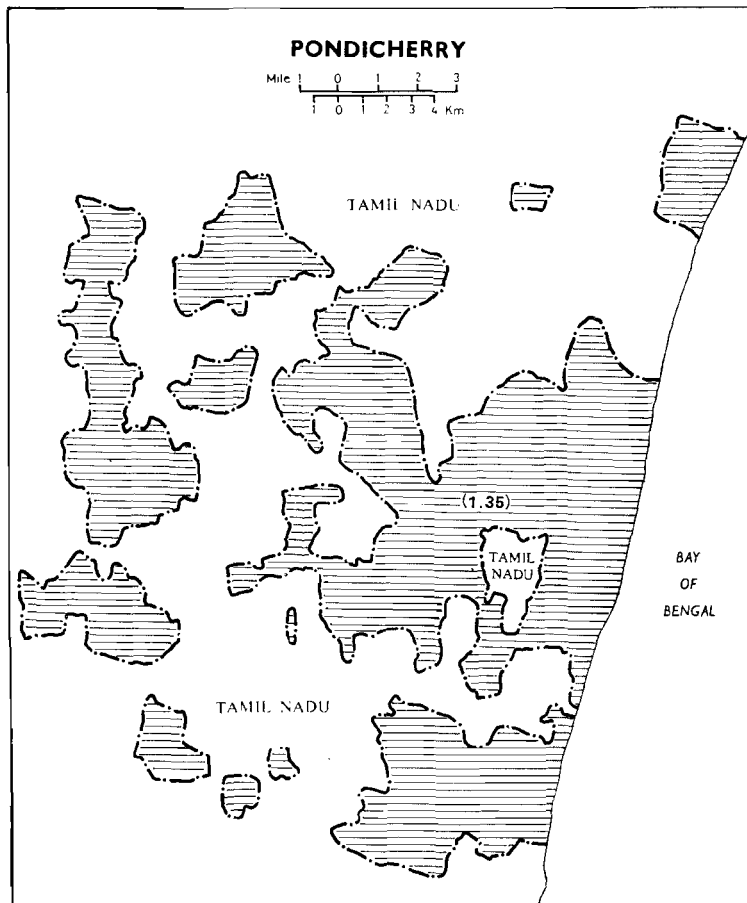 PONDICHERRY
Mile 1 0 1 2 3
1 0 1 2 3 4 Km
TAMIL NADU
(1.35)
TAMIL
NADU
BAY
OF
BENGAL
TAMIL NADU